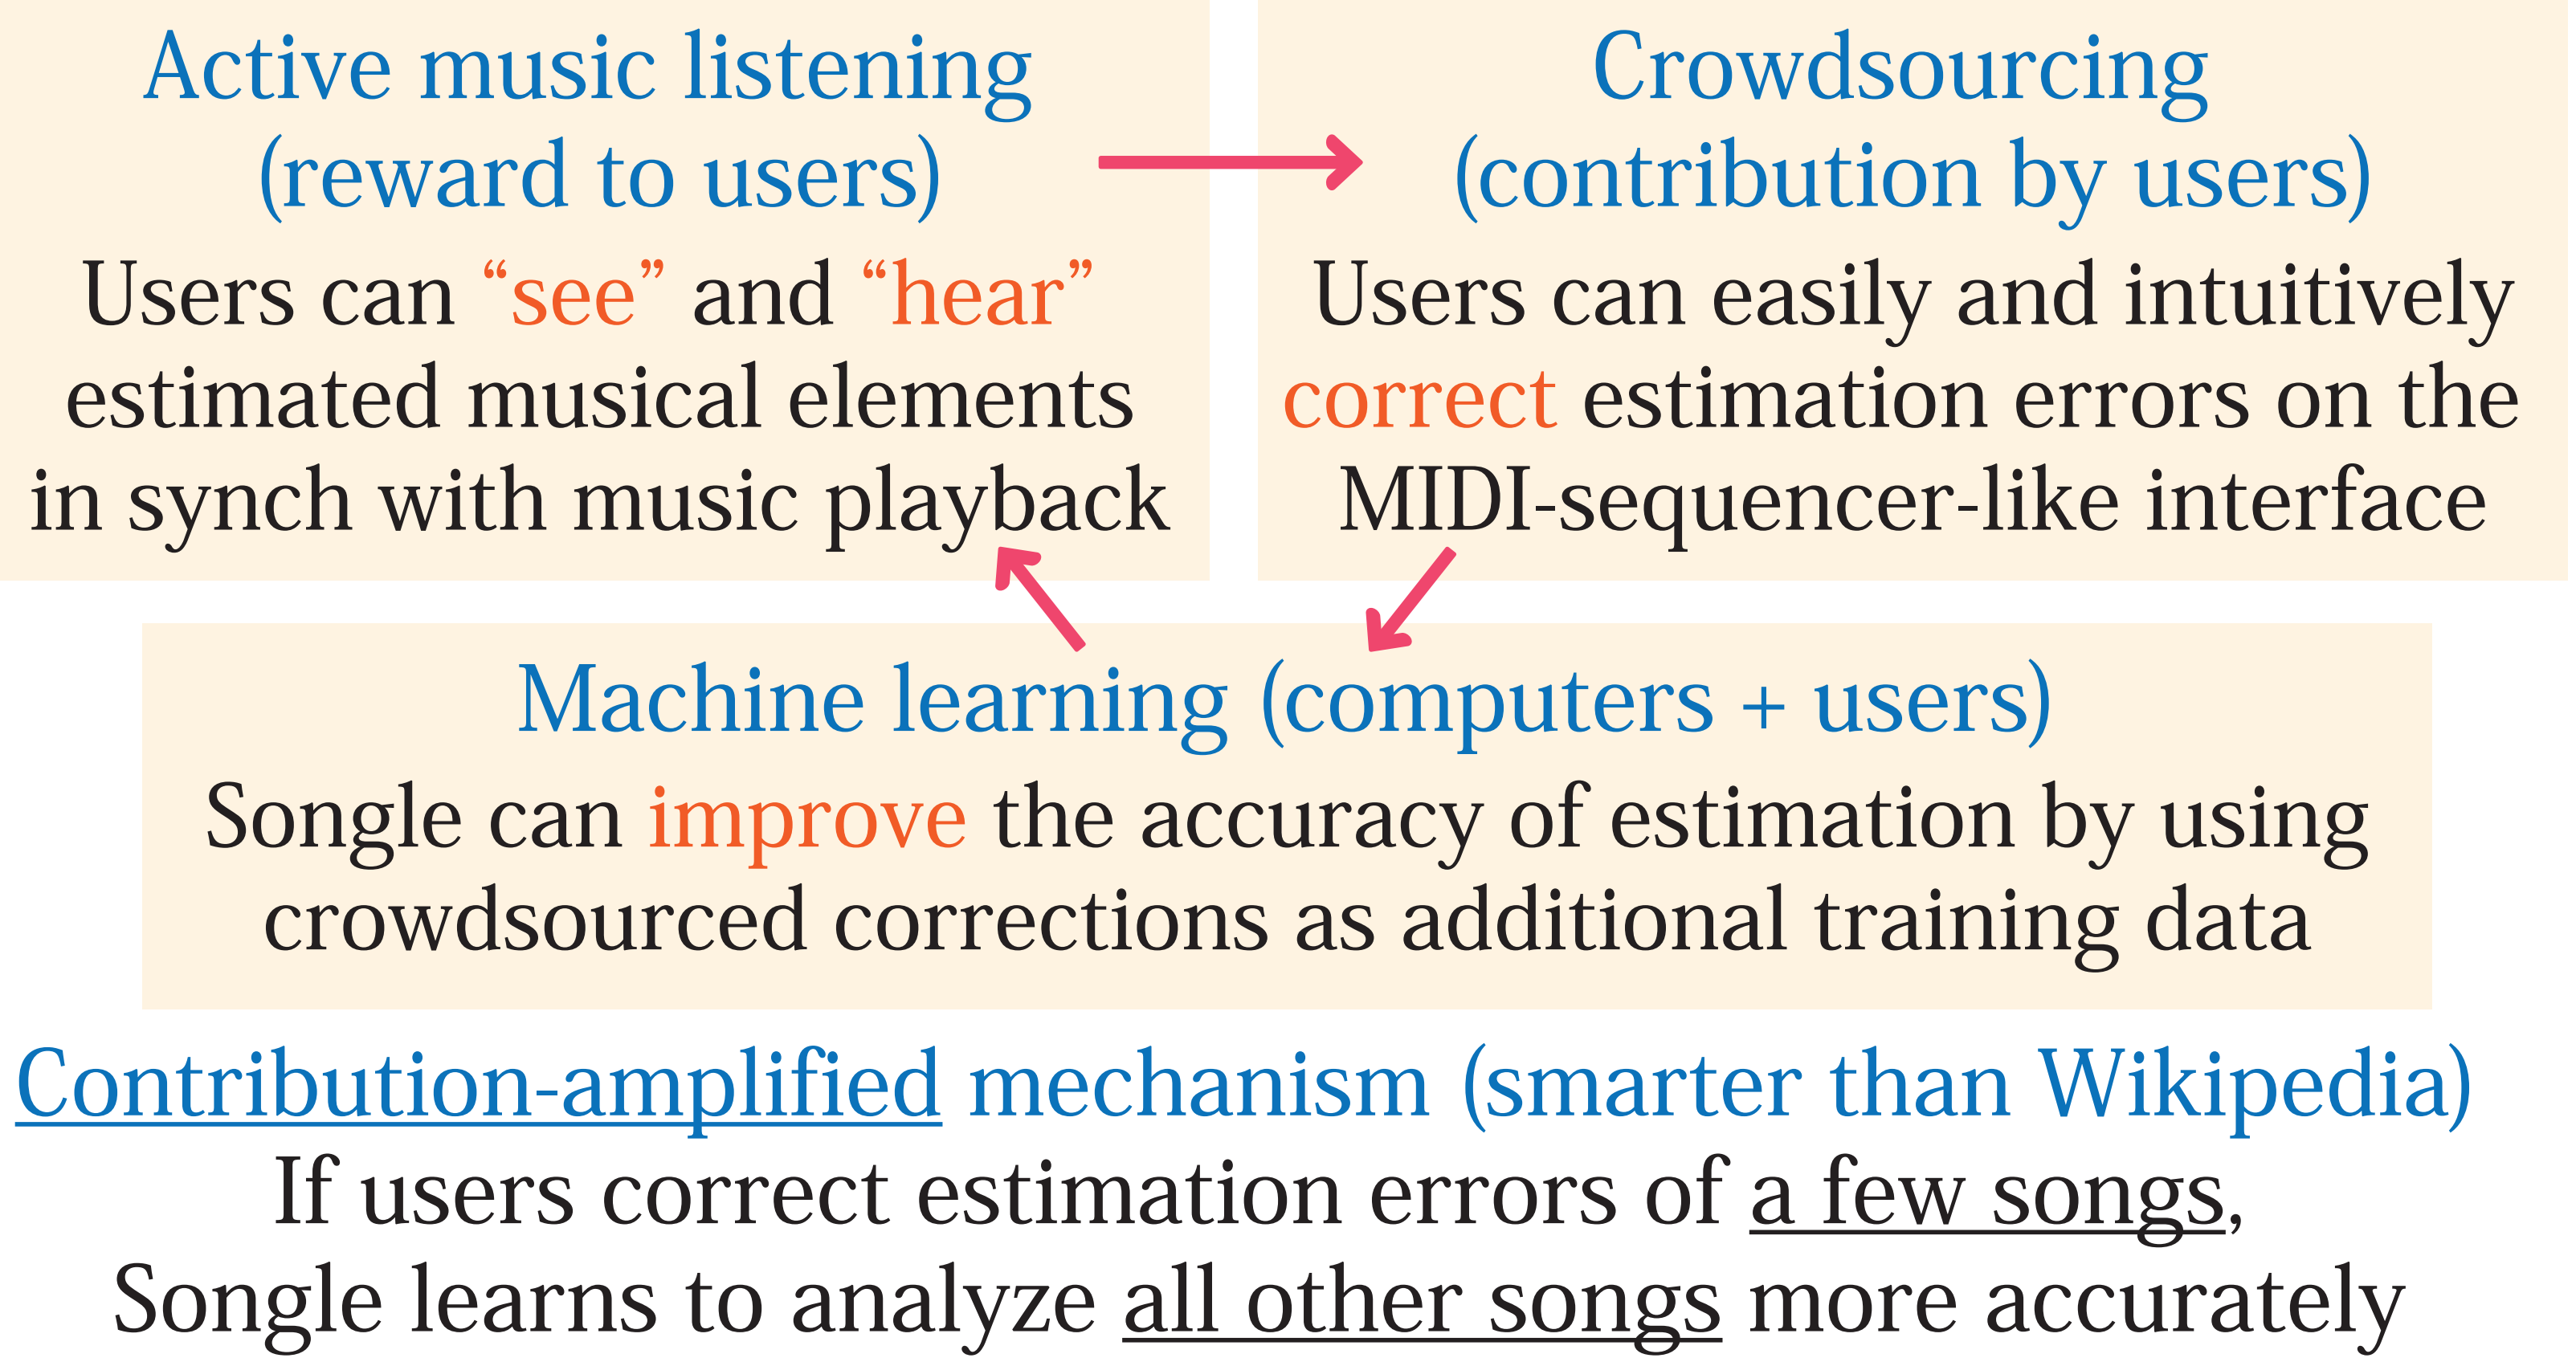 Active music listening
(reward to users)
Users can “see” and “hear”
estimated musical elements
in synch with music playback
Crowdsourcing
(contribution by users)
Users can easily and intuitively
correct estimation errors on the
MIDI-sequencer-like interface
Machine learning (computers + users)
Songle can improve the accuracy of estimation by using
crowdsourced corrections as additional training data
Contribution-amplified mechanism (smarter than Wikipedia)
If users correct estimation errors of a few songs,
Songle learns to analyze all other songs more accurately